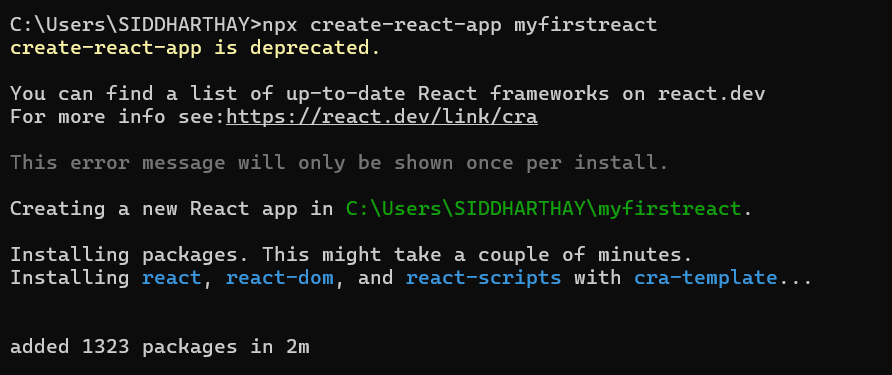 C:\Users\SIDDHARTHAY>npx create-react-app myfirstreact
create-react-app is deprecated.
You can find a list of up-to-date React frameworks on react.dev
For more info see:https://react.dev/link/cra
This error message will only be shown once per install.
Creating a new React app in C:\Users\SIDDHARTHAY\myfirstreact.
Installing packages. This might take a couple of minutes.
Installing react, react-dom, and react-scripts with cra-template...
added 1323 packages in 2m